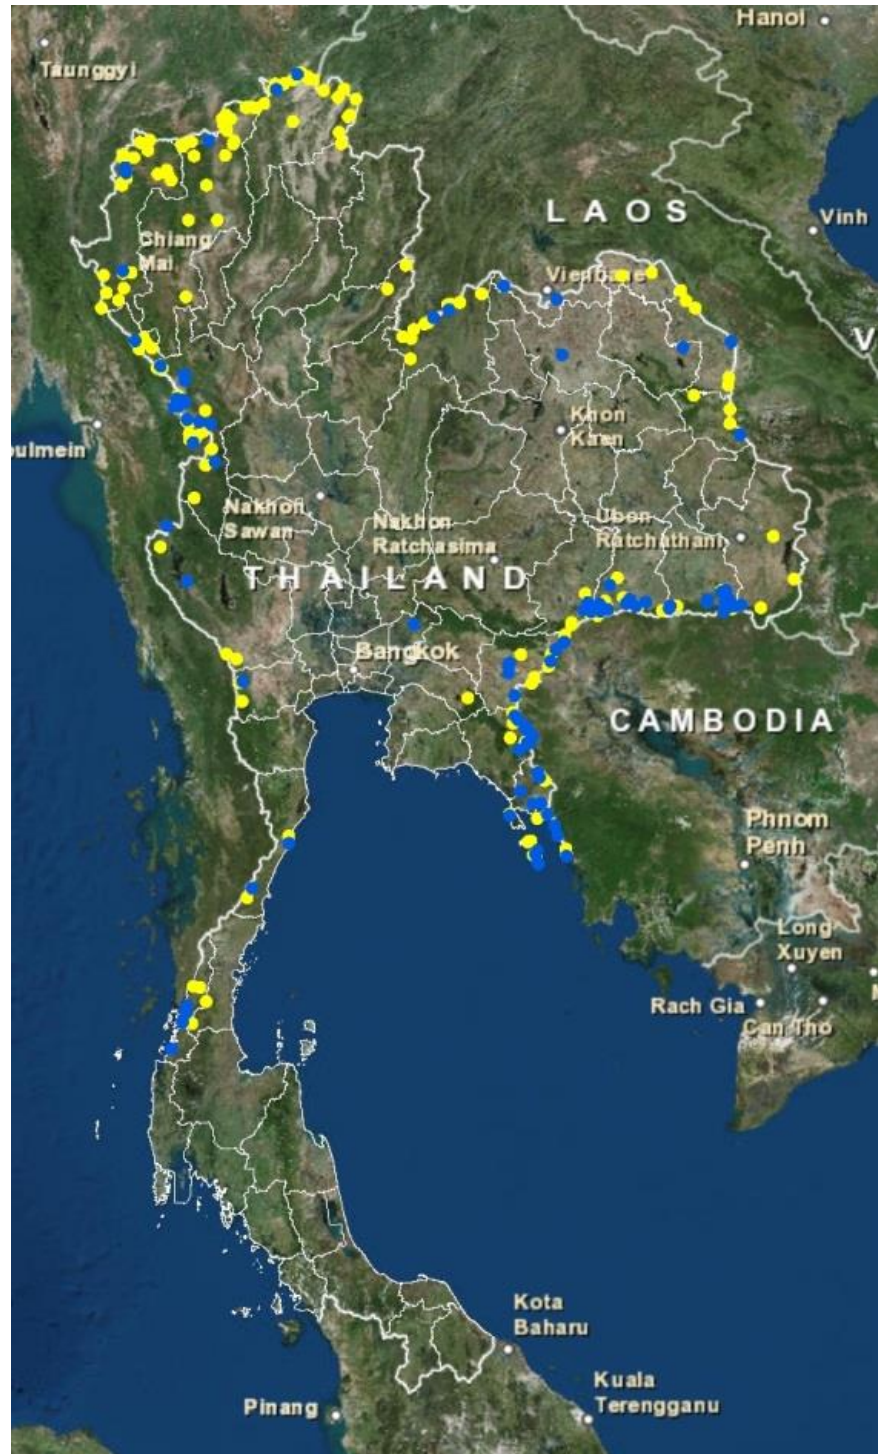 Hanoi
Taunggyi
LAOS
Vinh
Chiang
Mai
Vientiane
V
Khon
Kaen
oulmein
Nakhon
Sawan
Nakhon
Ratchasima
Ubon
Ratchathani
THAILAND
Bangkok
CAMBODIA
Phnom
Penh
Long
Xuyen
Rach Gia
M
Can Tho
Kota
Baharu
Kuala
Terengganu
Pinang